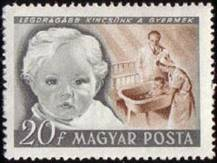 LEGDRÁGÁBB KINCSÜNK A GYERMEK
20f MAGYAR POSTA